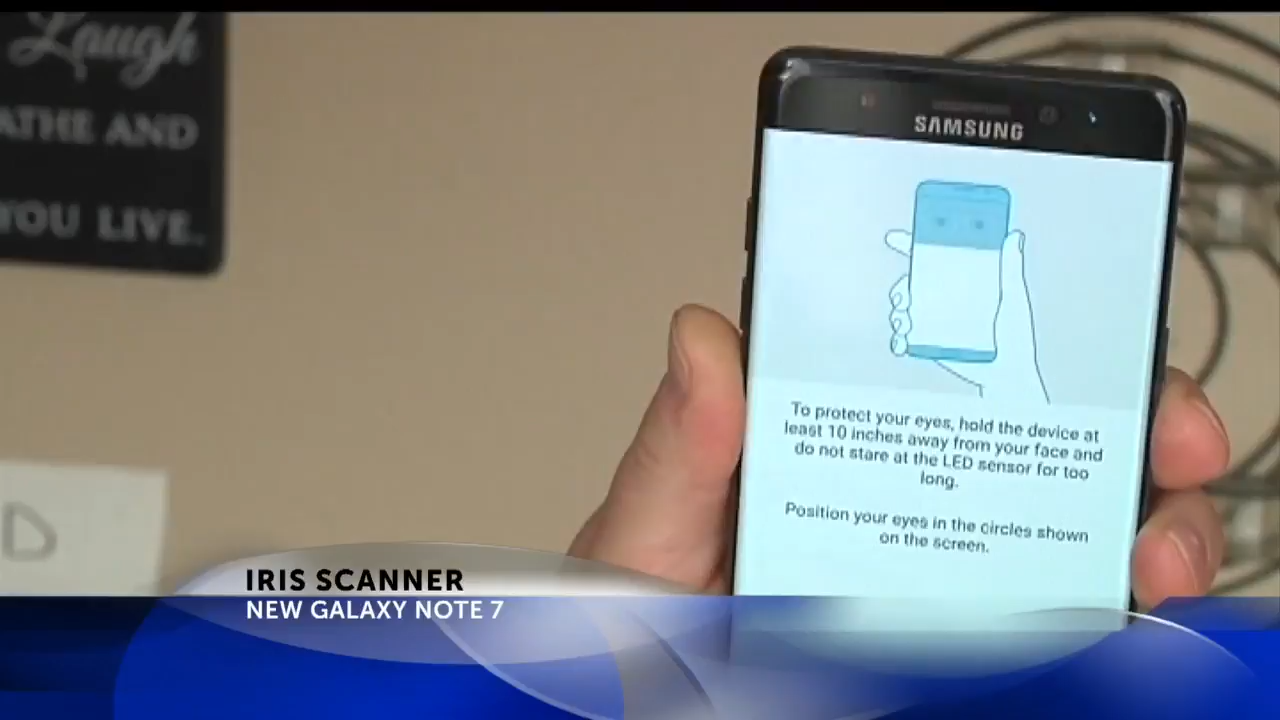 Laugh
ATHE AND
YOU LIVE.
D
SAMSUNG
To protect your eyes, hold the device at
least 10 inches away from your face and
do not stare at the LED sensor for too
long.
Position your eyes in the circles shown
on the screen.
IRIS SCANNER
NEW GALAXY NOTE 7